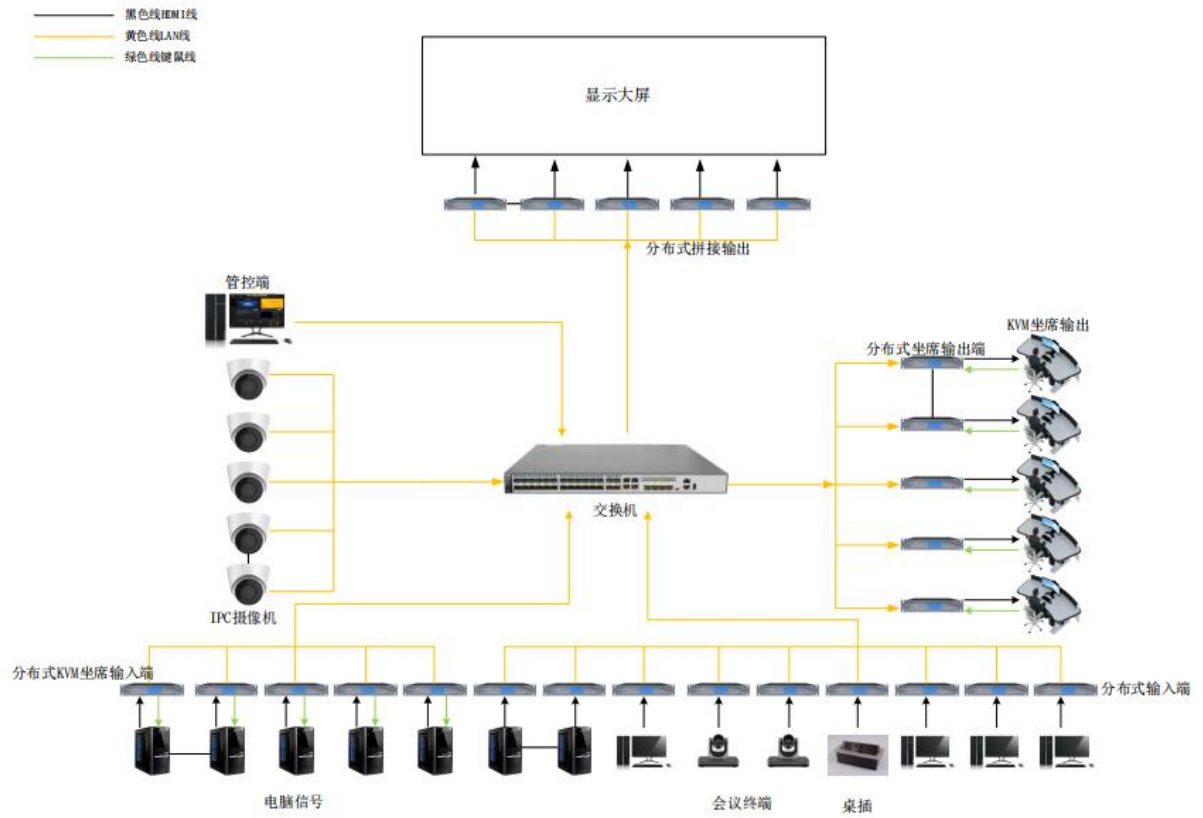 黑色线HDMI线
黄色线LAN线
绿色线键鼠线
显示大屏
分布式拼接输出
管控端
KVM坐席输出
分布式坐席输出端
交换机
IPC摄像机
分布式KVM坐席输入端
分布式输入端
电脑信号
会议终端
桌插